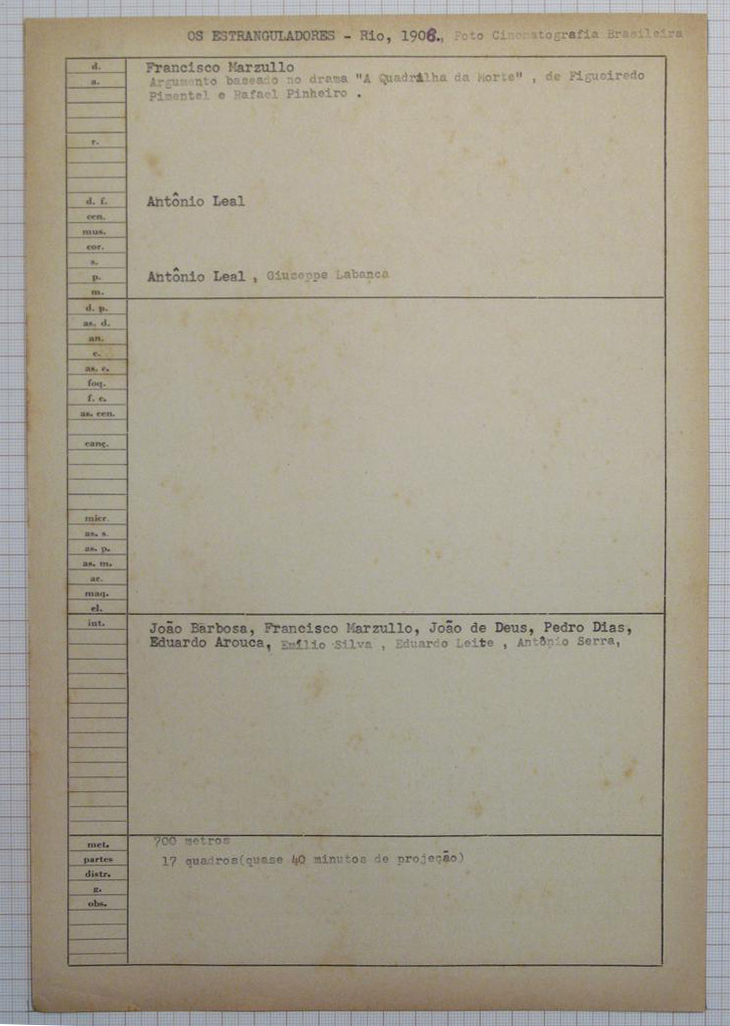 OS ESTRANGULADORES - Rio, 1906., Foto Cinematografia Brasileira
d. Francisco Marzullo
a. Argumento baseado no drama "A Quadrilha da Morte" , de Figueiredo
Pimentel e Rafael Pinheiro .
r.
d. f. Antônio Leal
cen.
mus.
cor.
s.
p. Antônio Leal , Giuseppe Labanca
m.
d. p.
as. d.
an.
c.
as. c.
foq.
f. c.
as. cen.
canç.
micr.
as. s.
as. p.
as. m.
ac.
maq.
el.
int. João Barbosa, Francisco Marzullo, João de Deus, Pedro Dias,
Eduardo Arouca, Emílio Silva , Eduardo Leite , Antônio Serra,
met. 700 metros
partes 17 quadros(quase 40 minutos de projeção)
distr.
g.
obs.